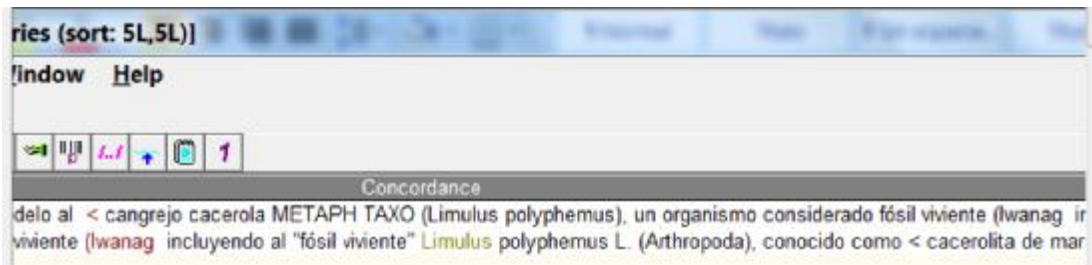 ries (sort: 5L,5L)]
Window Help
Concordance
delo al < cangrejo cacerola METAPH TAXO (Limulus polyphemus), un organismo considerado fósil viviente (Iwanag in
viviente (Iwanag incluyendo al "fósil viviente" Limulus polyphemus L. (Arthropoda), conocido como < cacerolita de mar